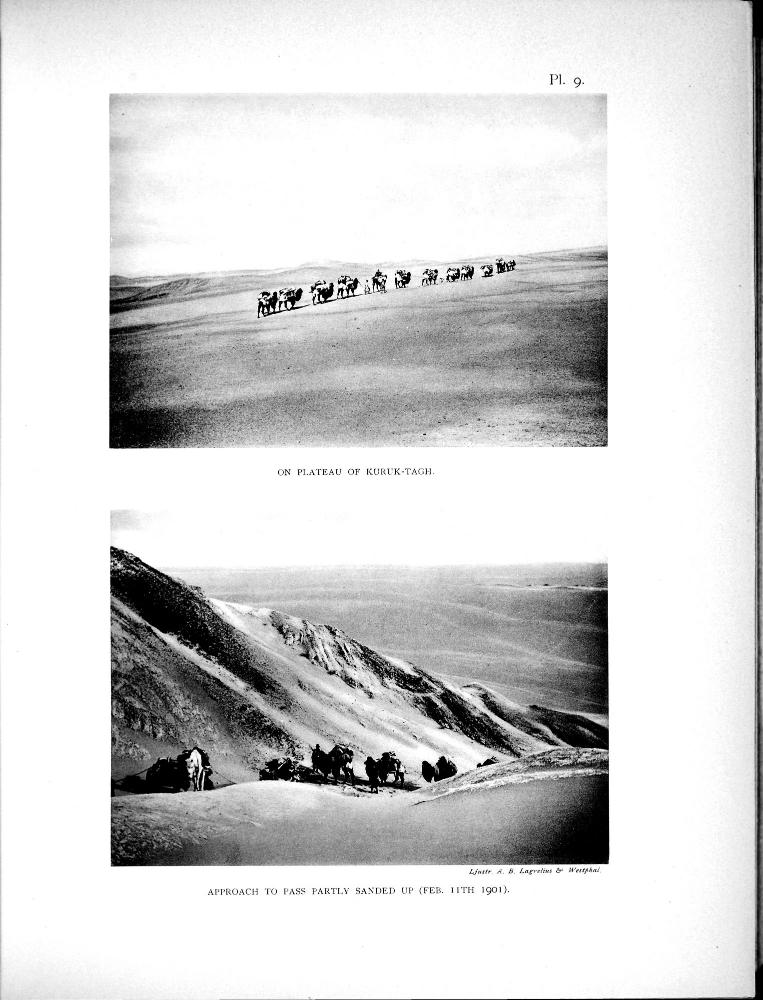 Pl. 9.
ON PLATEAU OF KURUK-TAGH.
Ljustr. A. B. Lagrelius & Westphal.
APPROACH TO PASS PARTLY SANDED UP (FEB. 11TH 1901).